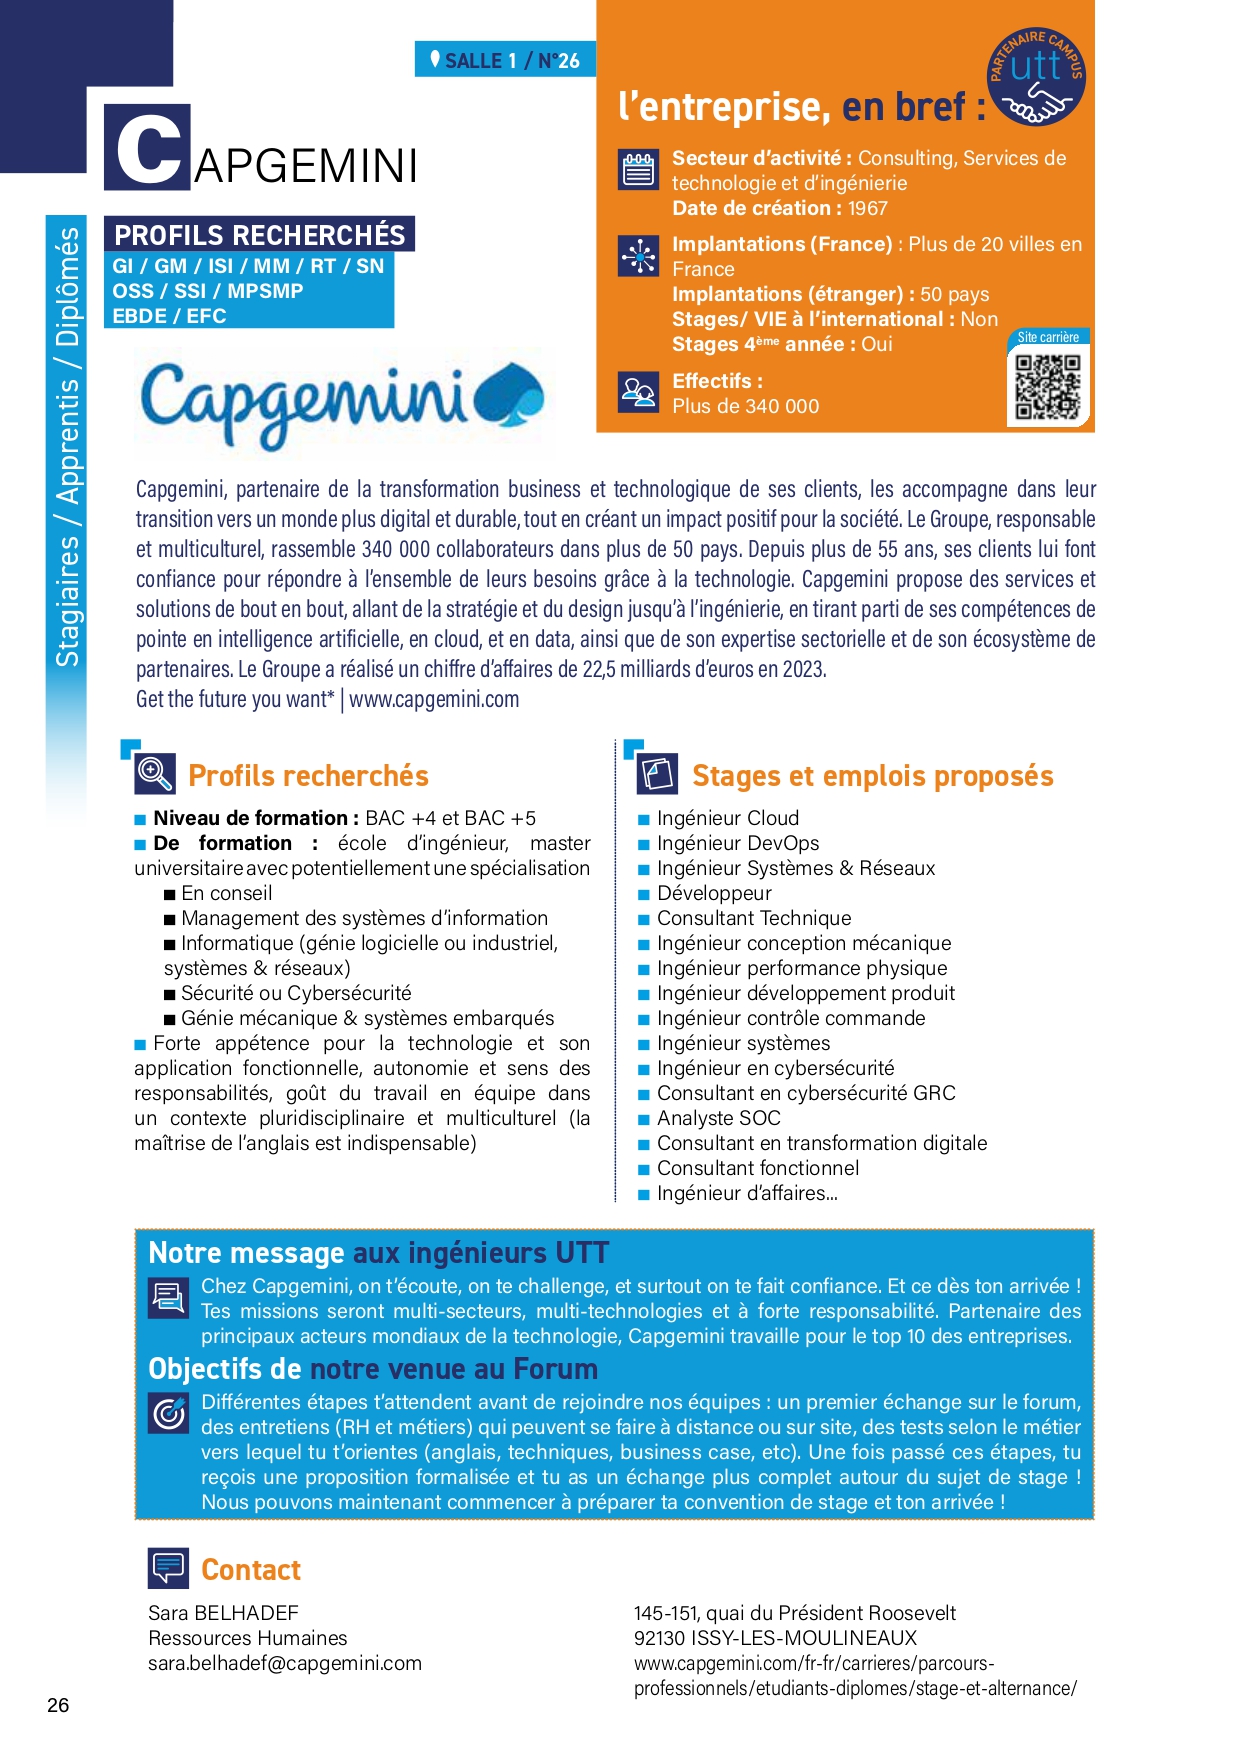 SALLE 1 / N°26
CAPGEMINI
PROFILS RECHERCHÉS
GI / GM / ISI / MM / RT / SN
OSS / SSI / MPSMP
EBDE / EFC
Stagiaires / Apprentis / Diplômés
Capgemini
PARTENAIRE CAMPUS
utt
l'entreprise, en bref :
Secteur d'activité : Consulting, Services de
technologie et d'ingénierie
Date de création : 1967
Implantations (France) : Plus de 20 villes en
France
Implantations (étranger) : 50 pays
Stages/ VIE à l'international : Non
Stages 4ème année : Oui
Site carrière
Effectifs :
Plus de 340 000
Capgemini, partenaire de la transformation business et technologique de ses clients, les accompagne dans leur
transition vers un monde plus digital et durable, tout en créant un impact positif pour la société. Le Groupe, responsable
et multiculturel, rassemble 340 000 collaborateurs dans plus de 50 pays. Depuis plus de 55 ans, ses clients lui font
confiance pour répondre à l'ensemble de leurs besoins grâce à la technologie. Capgemini propose des services et
solutions de bout en bout, allant de la stratégie et du design jusqu'à l'ingénierie, en tirant parti de ses compétences de
pointe en intelligence artificielle, en cloud, et en data, ainsi que de son expertise sectorielle et de son écosystème de
partenaires. Le Groupe a réalisé un chiffre d'affaires de 22,5 milliards d'euros en 2023.
Get the future you want* | www.capgemini.com
Profils recherchés
Niveau de formation : BAC +4 et BAC +5
De formation : école d'ingénieur, master
universitaire avec potentiellement une spécialisation
En conseil
Management des systèmes d'information
Informatique (génie logicielle ou industriel,
systèmes & réseaux)
Sécurité ou Cybersécurité
Génie mécanique & systèmes embarqués
Forte appétence pour la technologie et son
application fonctionnelle, autonomie et sens des
responsabilités, goût du travail en équipe dans
un contexte pluridisciplinaire et multiculturel (la
maîtrise de l'anglais est indispensable)
Stages et emplois proposés
Ingénieur Cloud
Ingénieur DevOps
Ingénieur Systèmes & Réseaux
Développeur
Consultant Technique
Ingénieur conception mécanique
Ingénieur performance physique
Ingénieur développement produit
Ingénieur contrôle commande
Ingénieur systèmes
Ingénieur en cybersécurité
Consultant en cybersécurité GRC
Analyste SOC
Consultant en transformation digitale
Consultant fonctionnel
Ingénieur d'affaires...
Notre message aux ingénieurs UTT
Chez Capgemini, on t'écoute, on te challenge, et surtout on te fait confiance. Et ce dès ton arrivée !
Tes missions seront multi-secteurs, multi-technologies et à forte responsabilité. Partenaire des
principaux acteurs mondiaux de la technologie, Capgemini travaille pour le top 10 des entreprises.
Objectifs de notre venue au Forum
Différentes étapes t'attendent avant de rejoindre nos équipes : un premier échange sur le forum,
des entretiens (RH et métiers) qui peuvent se faire à distance ou sur site, des tests selon le métier
vers lequel tu t'orientes (anglais, techniques, business case, etc). Une fois passé ces étapes, tu
reçois une proposition formalisée et tu as un échange plus complet autour du sujet de stage !
Nous pouvons maintenant commencer à préparer ta convention de stage et ton arrivée !
Contact
Sara BELHADEF
Ressources Humaines
sara.belhadef@capgemini.com
145-151, quai du Président Roosevelt
92130 ISSY-LES-MOULINEAUX
www.capgemini.com/fr-fr/carrieres/parcours-
professionnels/etudiants-diplomes/stage-et-alternance/
26